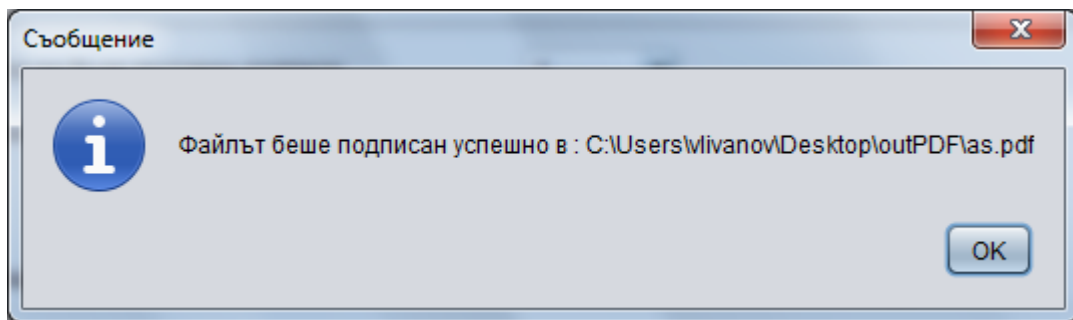 Съобщение
Файлът беше подписан успешно в : C:\Users\vlivanov\Desktop\outPDF\as.pdf
OK